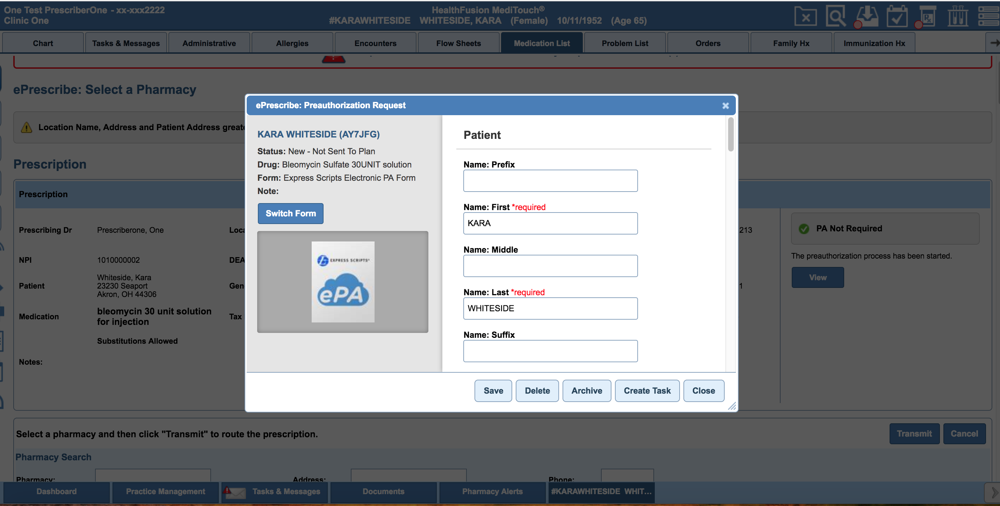 One Test PrescriberOne - xx-xxx2222
Clinic One
HealthFusion MediTouch®
#KARAWHITESIDE WHITESIDE, KARA (Female) 10/11/1952 (Age 65)
Chart
Tasks & Messages
Administrative
Allergies
Encounters
Flow Sheets
Medication List
Problem List
Orders
Family Hx
Immunization Hx
ePrescribe: Select a Pharmacy
Location Name, Address and Patient Address
Prescription
Prescription
Prescribing Dr Prescriberone, One
213
NPI 1010000002 DEA
Patient Whiteside, Kara
23230 Seaport
Akron, OH 44306
1
Medication bleomycin 30 unit solution
for injection
Tax
Substitutions Allowed
Notes:
PA Not Required
The preauthorization process has been started.
View
ePrescribe: Preauthorization Request
KARA WHITESIDE (AY7JFG)
Status: New - Not Sent To Plan
Drug: Bleomycin Sulfate 30UNIT solution
Form: Express Scripts Electronic PA Form
Note:
Switch Form
EXPRESS SCRIPTS®
ePA
Patient
Name: Prefix
Name: First *required
KARA
Name: Middle
Name: Last *required
WHITESIDE
Name: Suffix
Save
Delete
Archive
Create Task
Close
Select a pharmacy and then click "Transmit" to route the prescription.
Transmit
Cancel
Pharmacy Search
Pharmacy:
Address:
Phone:
Dashboard
Practice Management
Tasks & Messages
Documents
Pharmacy Alerts
#KARAWHITESIDE WHIT...